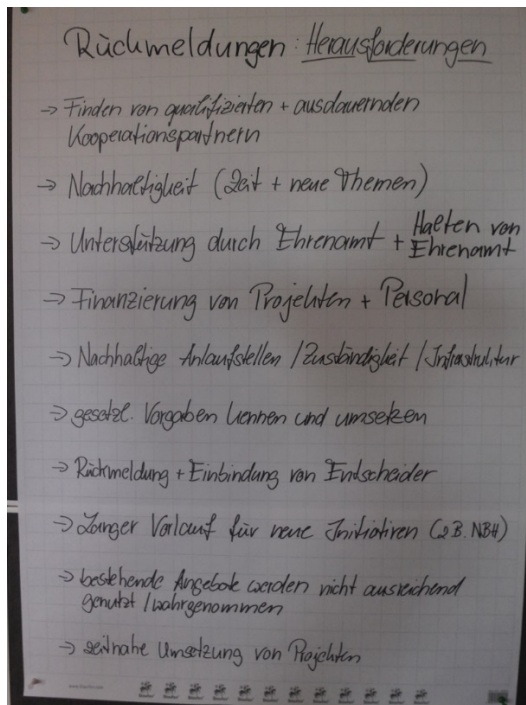 Rückmeldungen: Herausforderungen
→ Finden von qualifizierten + ausdauernden
Kooperationspartnern
→ Nachhaltigkeit (Zeit + neue Themen)
→ Unterstützung durch Ehrenamt + Halten von
Ehrenamt
→ Finanzierung von Projekten + Personal
→ Nachhaltige Anlaufstellen / Zuständigkeit / Infrastruktur
→ gesetzl. Vorgaben kennen und umsetzen
→ Rückmeldung + Einbindung von Entscheider
→ Langer Vorlauf für neue Initiativen (z.B. NBH)
→ bestehende Angebote werden nicht ausreichend
genutzt / wahrgenommen
→ zeitnahe Umsetzung von Projekten